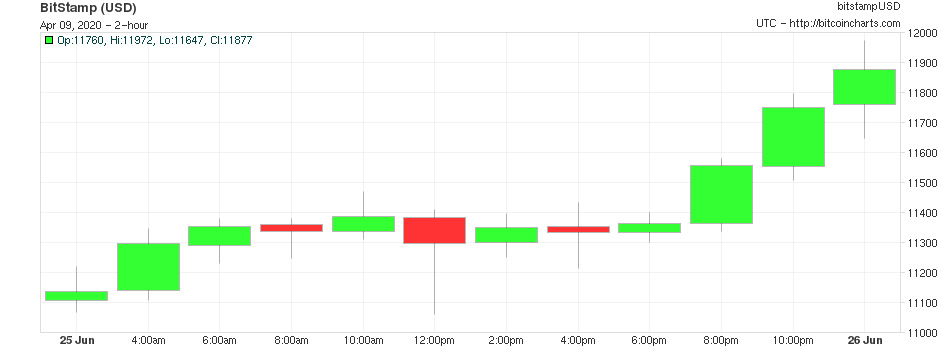 BitStamp (USD)
bitstampUSD
Apr 09, 2020 - 2-hour
UTC - http://bitcoincharts.com
Op:11760, Hi:11972, Lo:11647, Cl:11877
12000
11900
11800
11700
11600
11500
11400
11300
11200
11100
11000
25 Jun 4:00am 6:00am 8:00am 10:00am 12:00pm 2:00pm 4:00pm 6:00pm 8:00pm 10:00pm 26 Jun